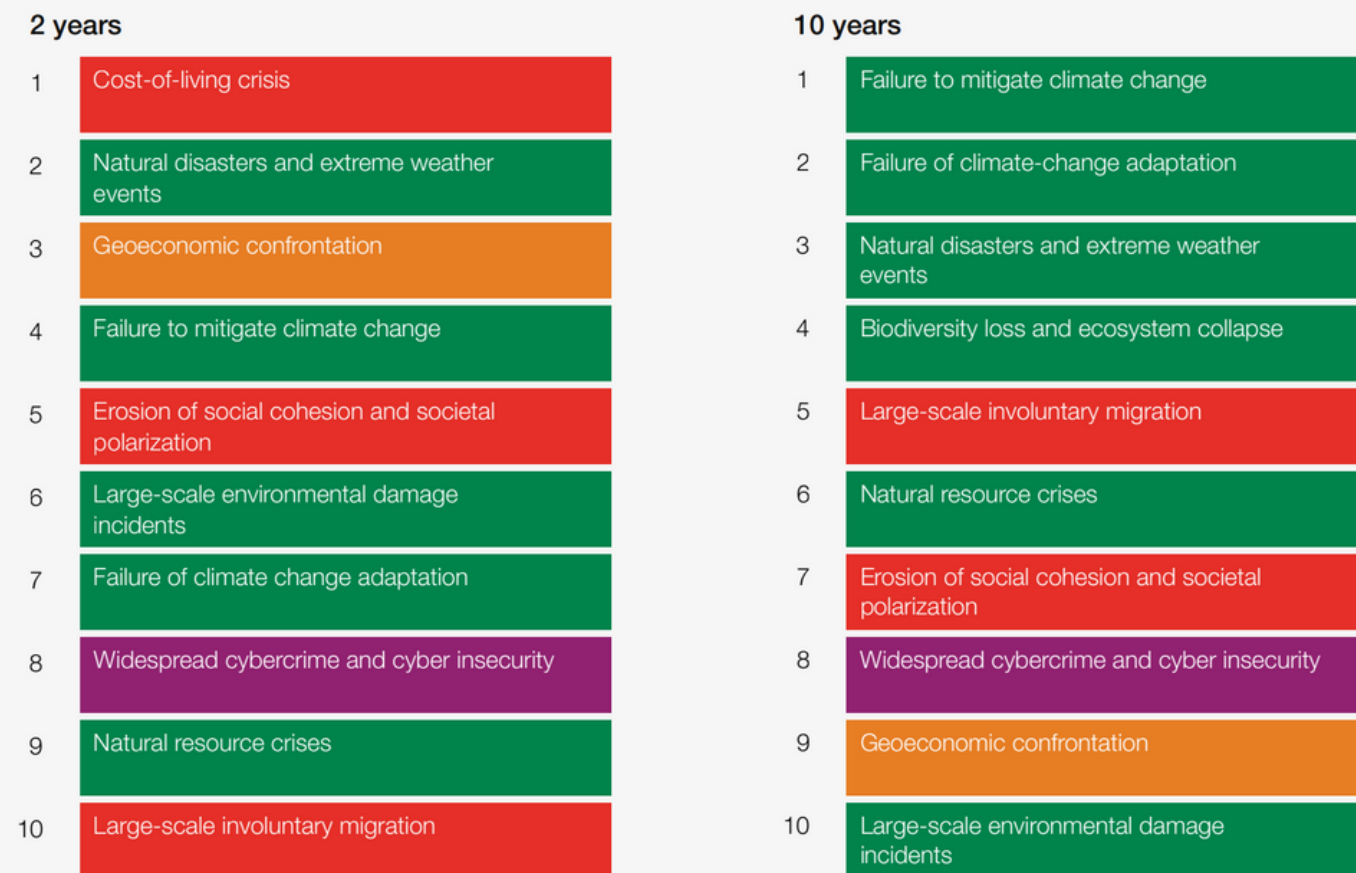 2 years
1
Cost-of-living crisis
2
Natural disasters and extreme weather
events
3
Geoeconomic confrontation
4
Failure to mitigate climate change
5
Erosion of social cohesion and societal
polarization
6
Large-scale environmental damage
incidents
7
Failure of climate change adaptation
8
Widespread cybercrime and cyber insecurity
9
Natural resource crises
10
Large-scale involuntary migration
10 years
1
Failure to mitigate climate change
2
Failure of climate-change adaptation
3
Natural disasters and extreme weather
events
4
Biodiversity loss and ecosystem collapse
5
Large-scale involuntary migration
6
Natural resource crises
7
Erosion of social cohesion and societal
polarization
8
Widespread cybercrime and cyber insecurity
9
Geoeconomic confrontation
10
Large-scale environmental damage
incidents